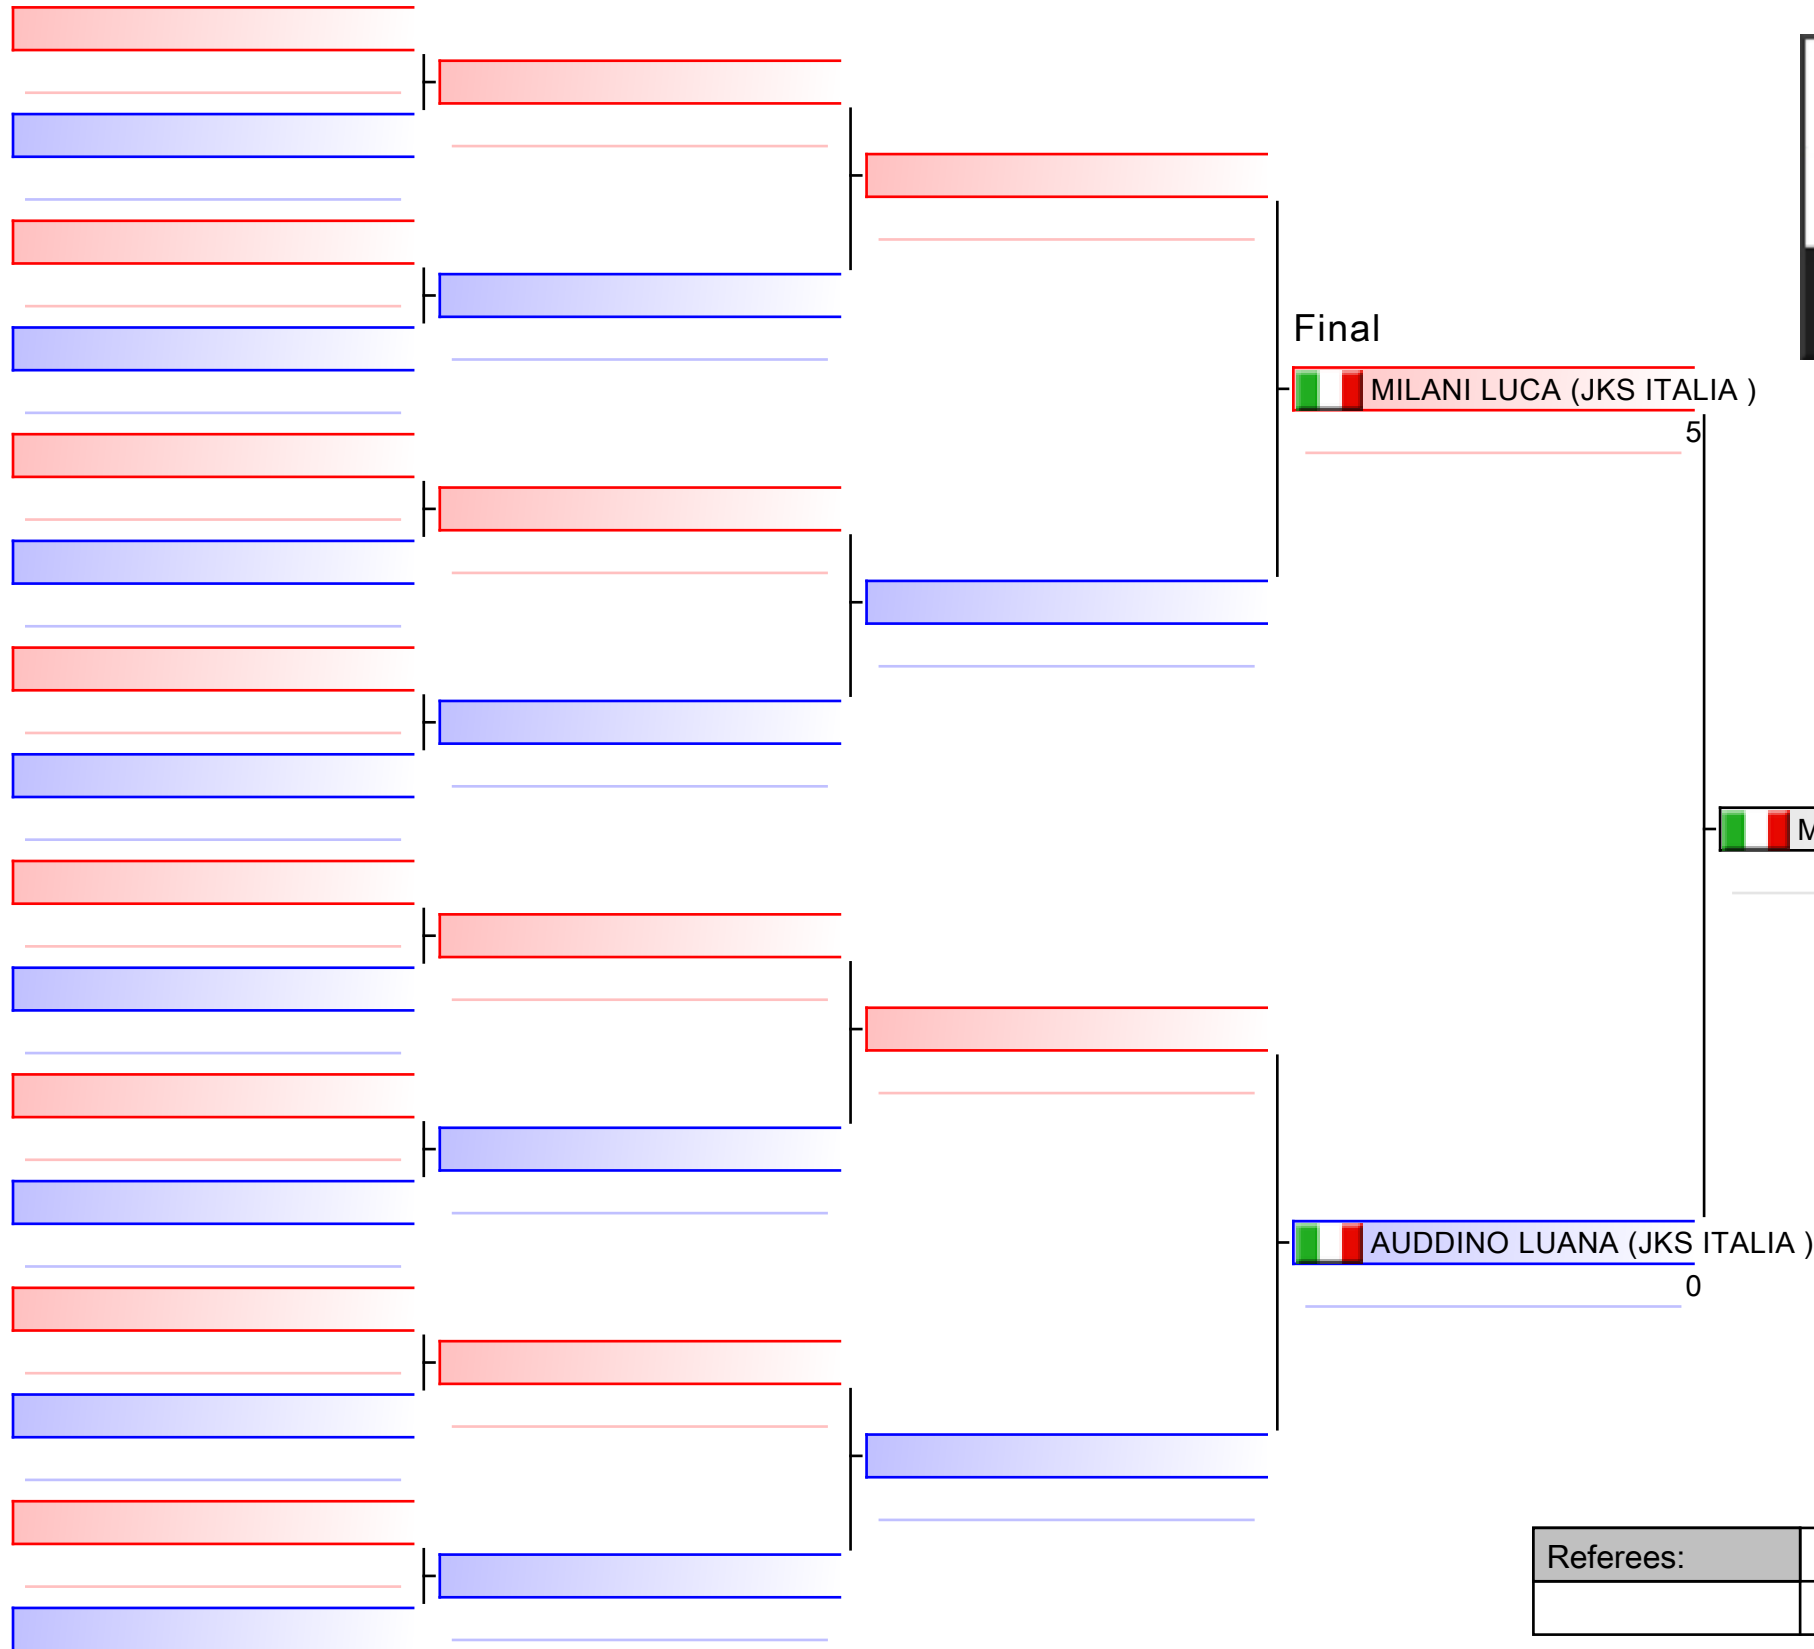 Final
MILANI LUCA (JKS ITALIA )
5
M
AUDDINO LUANA (JKS ITALIA )
0
Referees: